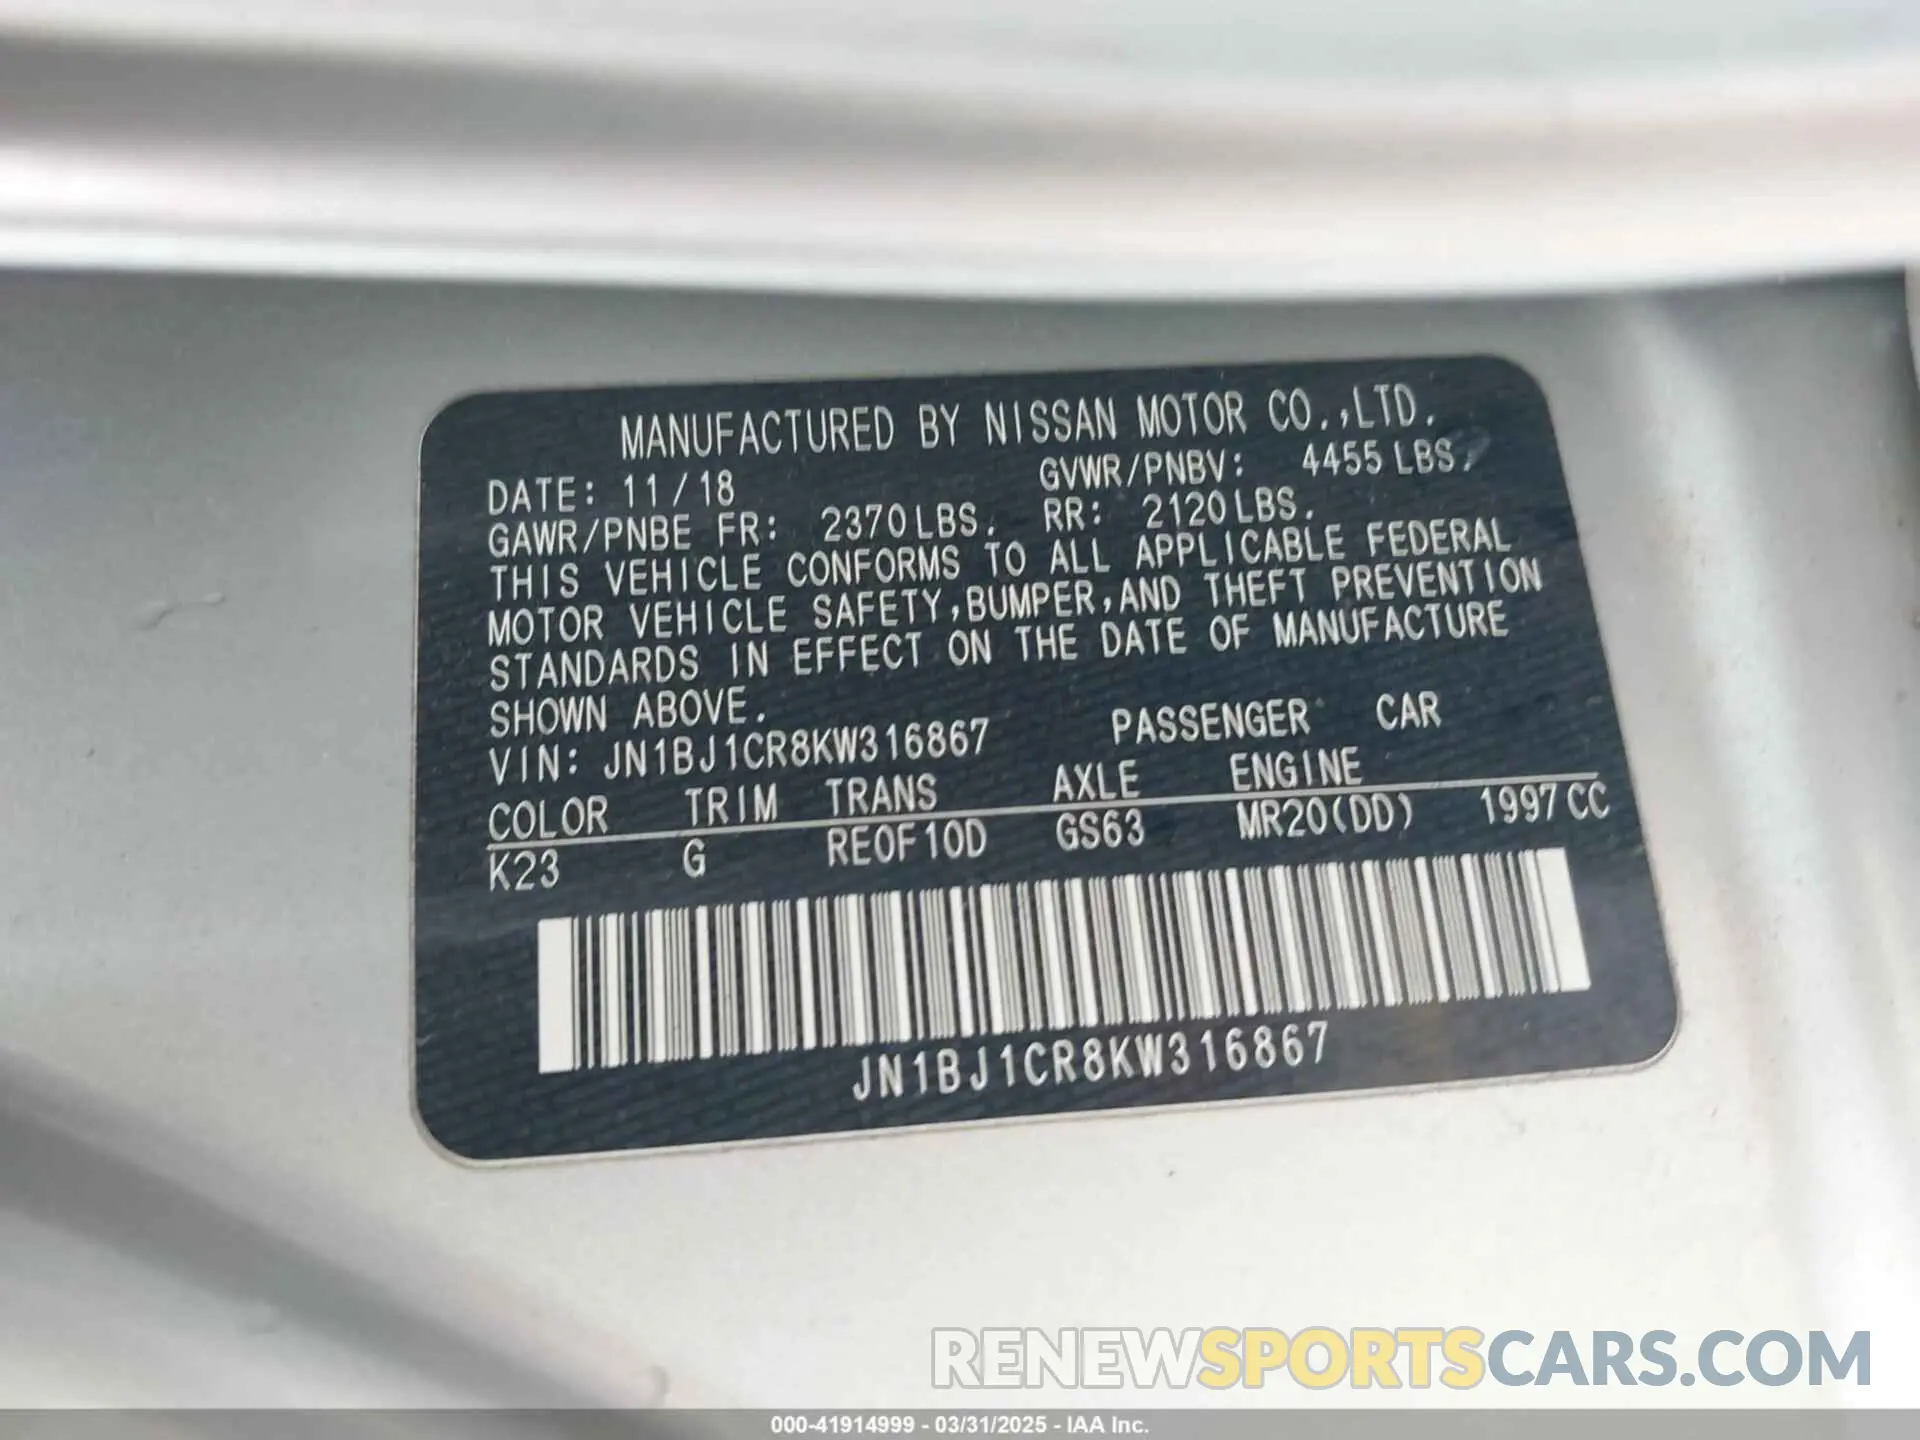 MANUFACTURED BY NISSAN MOTOR CO.,LTD.
DATE: 11/18 GVWR/PNBV: 4455 LBS.
GAWR/PNBE FR: 2370 LBS. RR: 2120 LBS.
THIS VEHICLE CONFORMS TO ALL APPLICABLE FEDERAL
MOTOR VEHICLE SAFETY,BUMPER,AND THEFT PREVENTION
STANDARDS IN EFFECT ON THE DATE OF MANUFACTURE
SHOWN ABOVE.
VIN: JN1BJ1CR8KW316867 PASSENGER CAR
COLOR TRIM TRANS AXLE ENGINE
K23 G RE0F10D GS63 MR20(DD) 1997 CC
JN1BJ1CR8KW316867
RENEWSPORTSCARS.COM
000-41914999 - 03/31/2025 - IAA Inc.